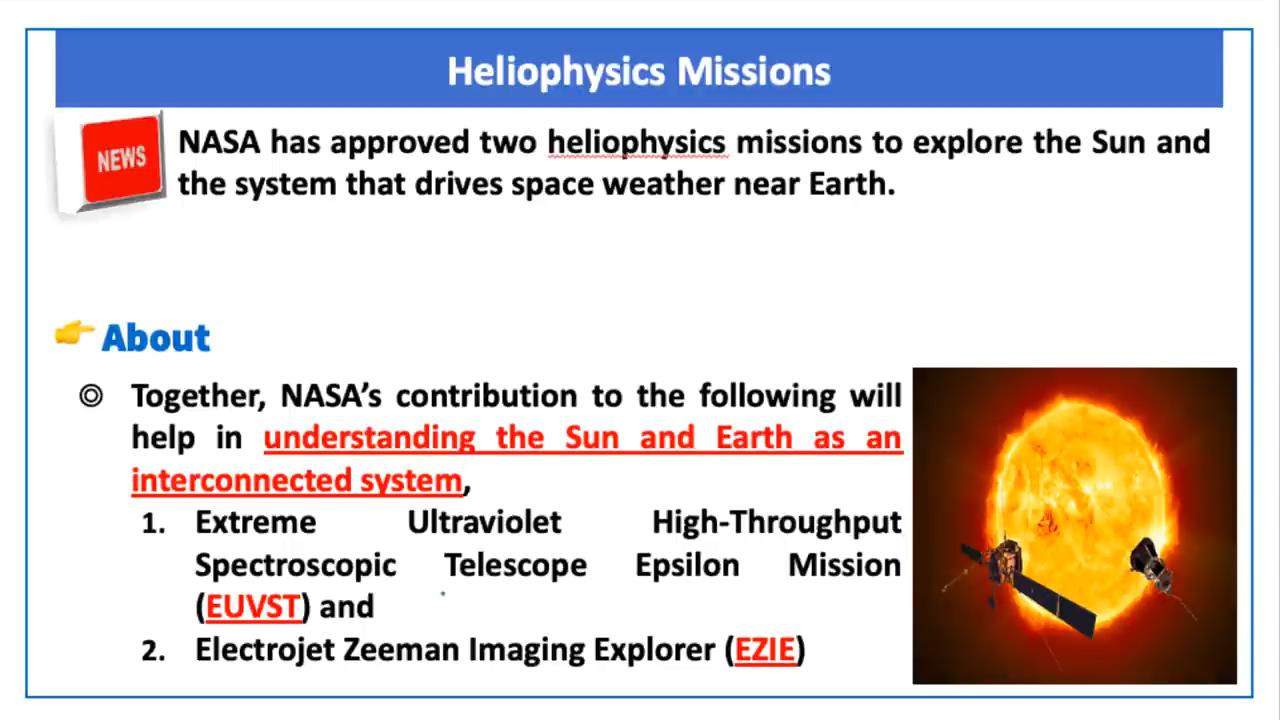 Heliophysics Missions
NEWS
NASA has approved two heliophysics missions to explore the Sun and
the system that drives space weather near Earth.
About
Together, NASA’s contribution to the following will
help in understanding the Sun and Earth as an
interconnected system,
1. Extreme Ultraviolet High-Throughput
Spectroscopic Telescope Epsilon Mission
(EUVST) and
2. Electrojet Zeeman Imaging Explorer (EZIE)